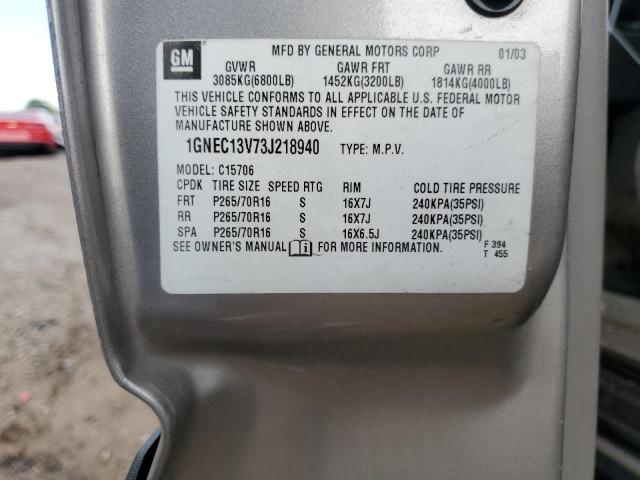 GM MFD BY GENERAL MOTORS CORP 01/03
GVWR GAWR FRT GAWR RR
3085KG(6800LB) 1452KG(3200LB) 1814KG(4000LB)
THIS VEHICLE CONFORMS TO ALL APPLICABLE U.S. FEDERAL MOTOR
VEHICLE SAFETY STANDARDS IN EFFECT ON THE DATE OF
MANUFACTURE SHOWN ABOVE.
1GNEC13V73J218940 TYPE: M.P.V.
MODEL: C15706
CPDK TIRE SIZE SPEED RTG RIM COLD TIRE PRESSURE
FRT P265/70R16 S 16X7J 240KPA(35PSI)
RR P265/70R16 S 16X7J 240KPA(35PSI)
SPA P265/70R16 S 16X6.5J 240KPA(35PSI)
SEE OWNER'S MANUAL FOR MORE INFORMATION. F 394
T 455